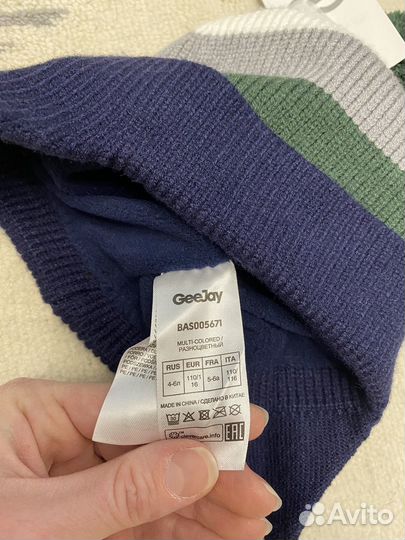 GeeJay
BAS005671
MULTI-COLORED /
РАЗНОЦВЕТНЫЙ
RUS EUR FRA ITA
4-6л 110/1 16 5-6a 110/ 116
MADE IN CHINA / СДЕЛАНО В КИТАЕ
clevercare.info
EAC
Avito